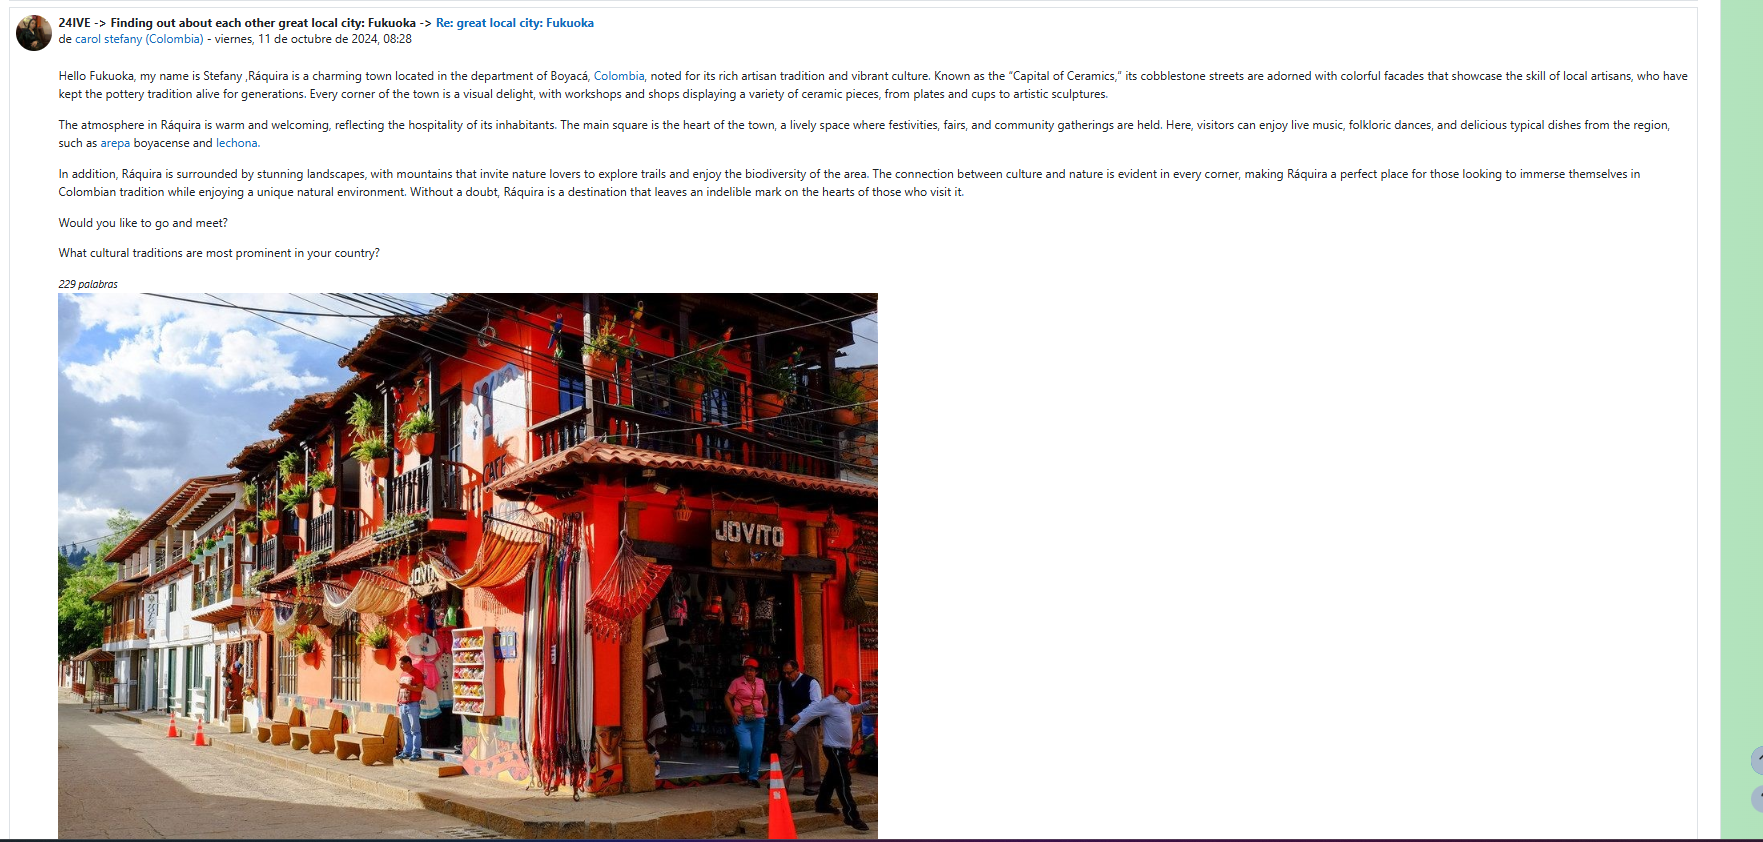 24IVE -> Finding out about each other great local city: Fukuoka -> Re: great local city: Fukuoka
de carol stefany (Colombia) - viernes, 11 de octubre de 2024, 08:28
Hello Fukuoka, my name is Stefany ,Ráquira is a charming town located in the department of Boyacá, Colombia, noted for its rich artisan tradition and vibrant culture. Known as the “Capital of Ceramics,” its cobblestone streets are adorned with colorful facades that showcase the skill of local artisans, who have
kept the pottery tradition alive for generations. Every corner of the town is a visual delight, with workshops and shops displaying a variety of ceramic pieces, from plates and cups to artistic sculptures.
The atmosphere in Ráquira is warm and welcoming, reflecting the hospitality of its inhabitants. The main square is the heart of the town, a lively space where festivities, fairs, and community gatherings are held. Here, visitors can enjoy live music, folkloric dances, and delicious typical dishes from the region,
such as arepa boyacense and lechona.
In addition, Ráquira is surrounded by stunning landscapes, with mountains that invite nature lovers to explore trails and enjoy the biodiversity of the area. The connection between culture and nature is evident in every corner, making Ráquira a perfect place for those looking to immerse themselves in
Colombian tradition while enjoying a unique natural environment. Without a doubt, Ráquira is a destination that leaves an indelible mark on the hearts of those who visit it.
Would you like to go and meet?
What cultural traditions are most prominent in your country?
229 palabras
CAFE
JOVITO
JOVI